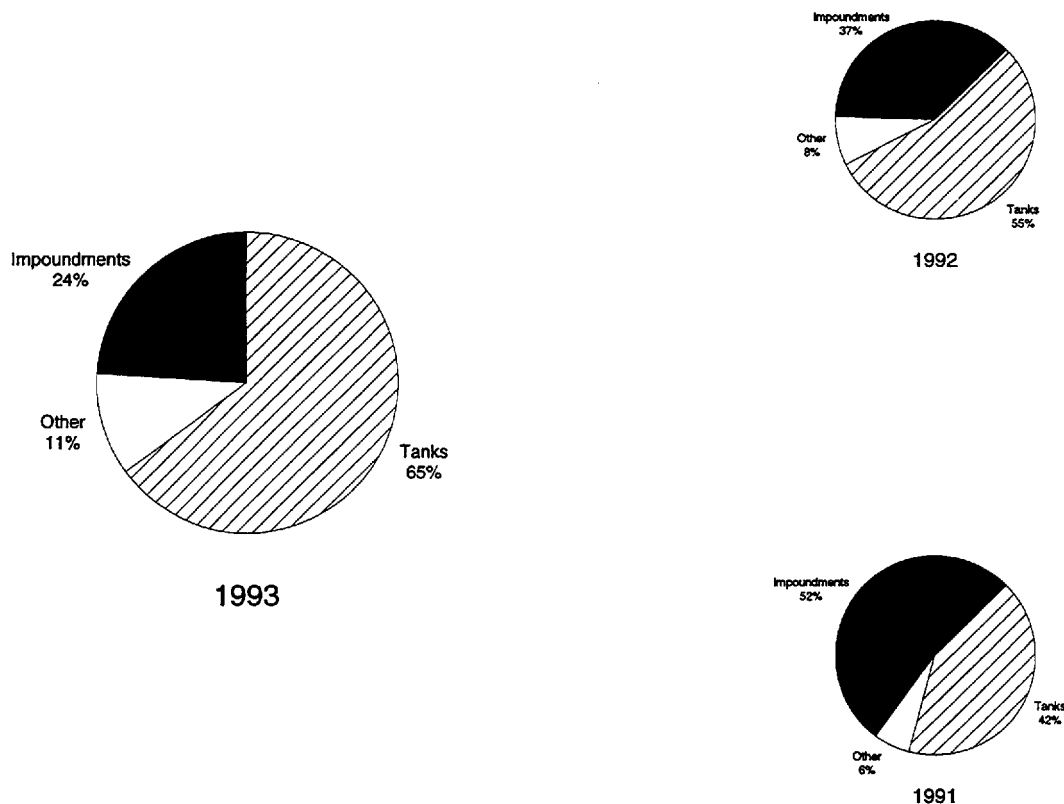 Impoundments
24%
Other
11%
Tanks
65%
1993
Impoundments
37%
Other
8%
Tanks
55%
1992
Impoundments
52%
Tanks
42%
Other
6%
1991